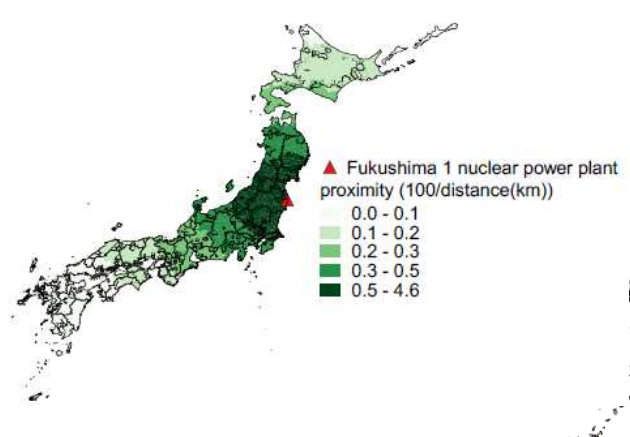 Fukushima 1 nuclear power plant
proximity (100/distance(km))
0.0 - 0.1
0.1 - 0.2
0.2 - 0.3
0.3 - 0.5
0.5 - 4.6